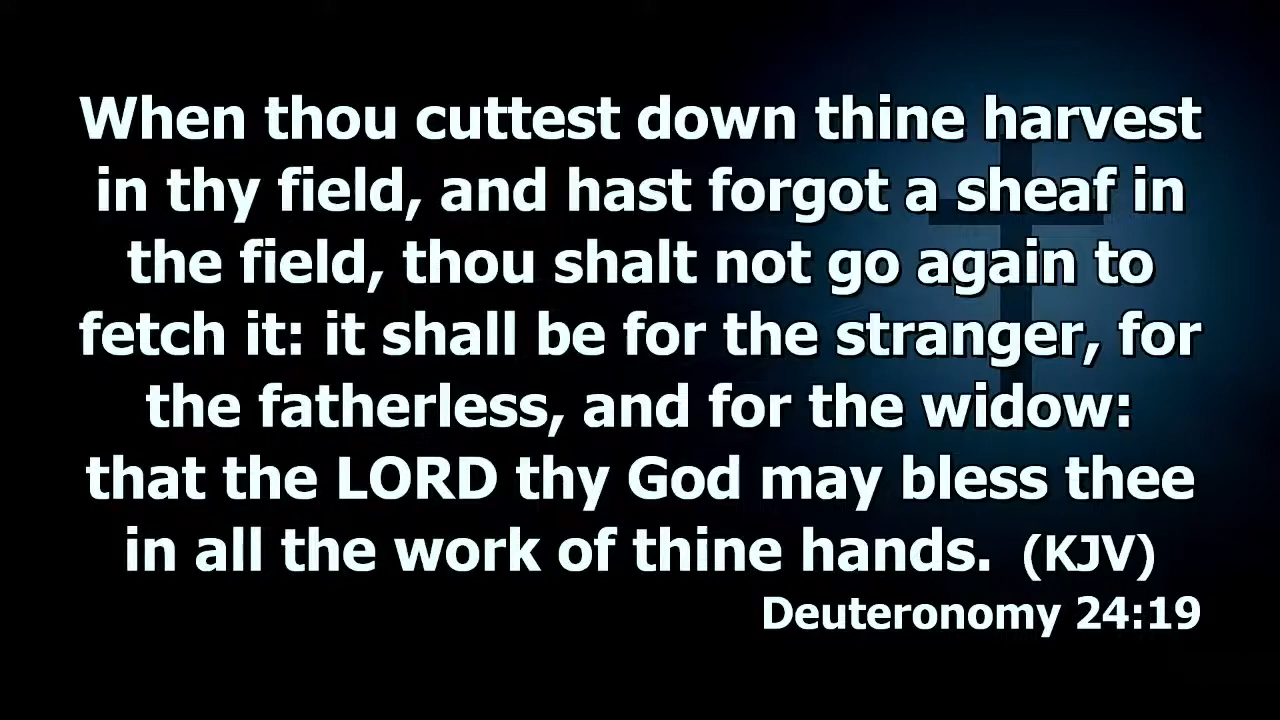 When thou cuttest down thine harvest
in thy field, and hast forgot a sheaf in
the field, thou shalt not go again to
fetch it: it shall be for the stranger, for
the fatherless, and for the widow:
that the LORD thy God may bless thee
in all the work of thine hands. (KJV)
Deuteronomy 24:19